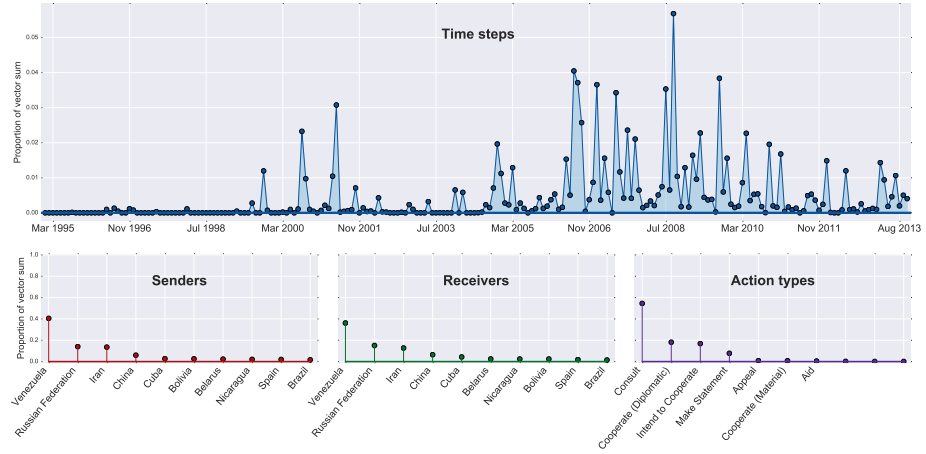 Time steps
Proportion of vector sum
0.05
0.04
0.03
0.02
0.01
0.00
Mar 1995 Nov 1996 Jul 1998 Mar 2000 Nov 2001 Jul 2003 Mar 2005 Nov 2006 Jul 2008 Mar 2010 Nov 2011 Aug 2013
Senders Receivers Action types
Proportion of vector sum
1.0
0.8
0.6
0.4
0.2
0.0
Venezuela
Russian Federation
Iran
China
Cuba
Bolivia
Belarus
Nicaragua
Spain
Brazil
Venezuela
Russian Federation
Iran
China
Cuba
Belarus
Nicaragua
Bolivia
Spain
Brazil
Consult
Cooperate (Diplomatic)
Intend to Cooperate
Make Statement
Appeal
Cooperate (Material)
Aid